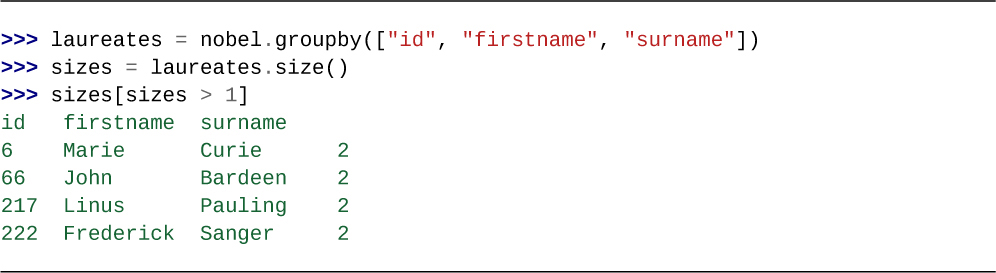 >>> laureates = nobel.groupby(["id", "firstname", "surname"])
>>> sizes = laureates.size()
>>> sizes[sizes > 1]
id   firstname  surname
6    Marie      Curie      2
66   John       Bardeen    2
217  Linus      Pauling    2
222  Frederick  Sanger     2